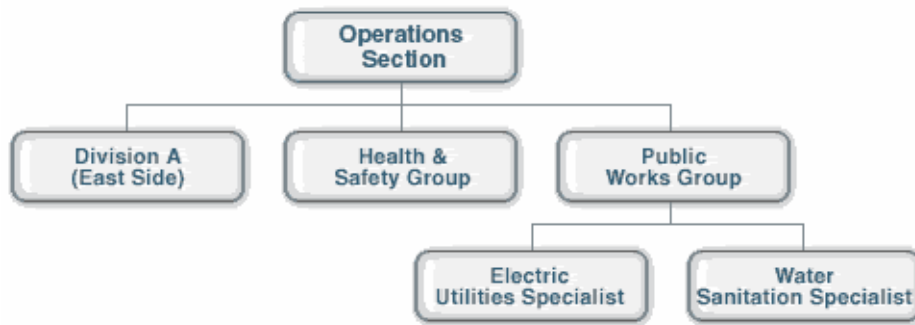 Operations
Section
Division A
(East Side)
Health &
Safety Group
Public
Works Group
Electric
Utilities Specialist
Water
Sanitation Specialist